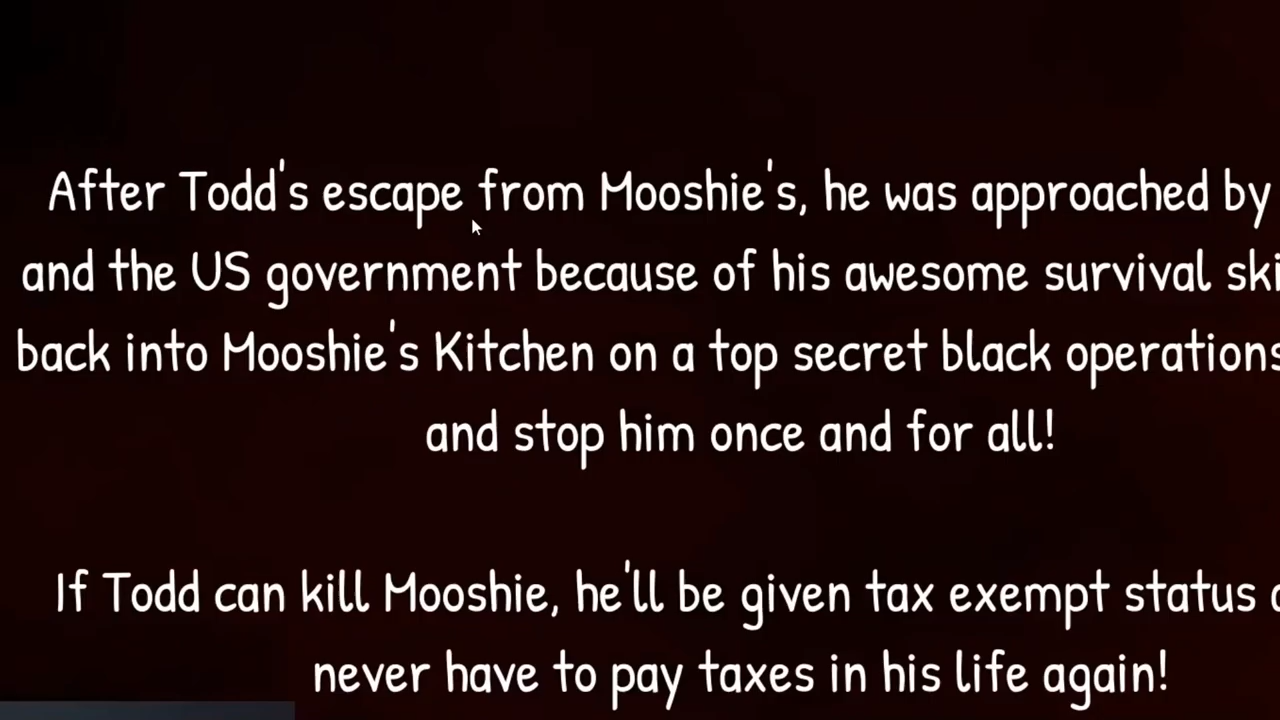 After Todd's escape from Mooshie's, he was approached by
and the US government because of his awesome survival ski
back into Mooshie's Kitchen on a top secret black operations
and stop him once and for all!
If Todd can kill Mooshie, he'll be given tax exempt status
never have to pay taxes in his life again!